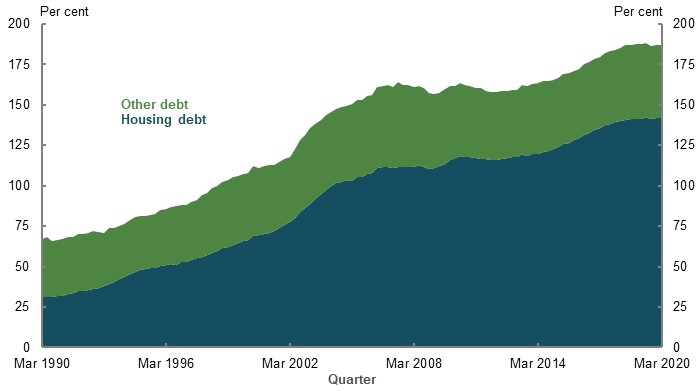 Per cent Per cent
200 200
175 175
150 150
Other debt
Housing debt
125 125
100 100
75 75
50 50
25 25
0 0
Mar 1990 Mar 1996 Mar 2002 Mar 2008 Mar 2014 Mar 2020
Quarter